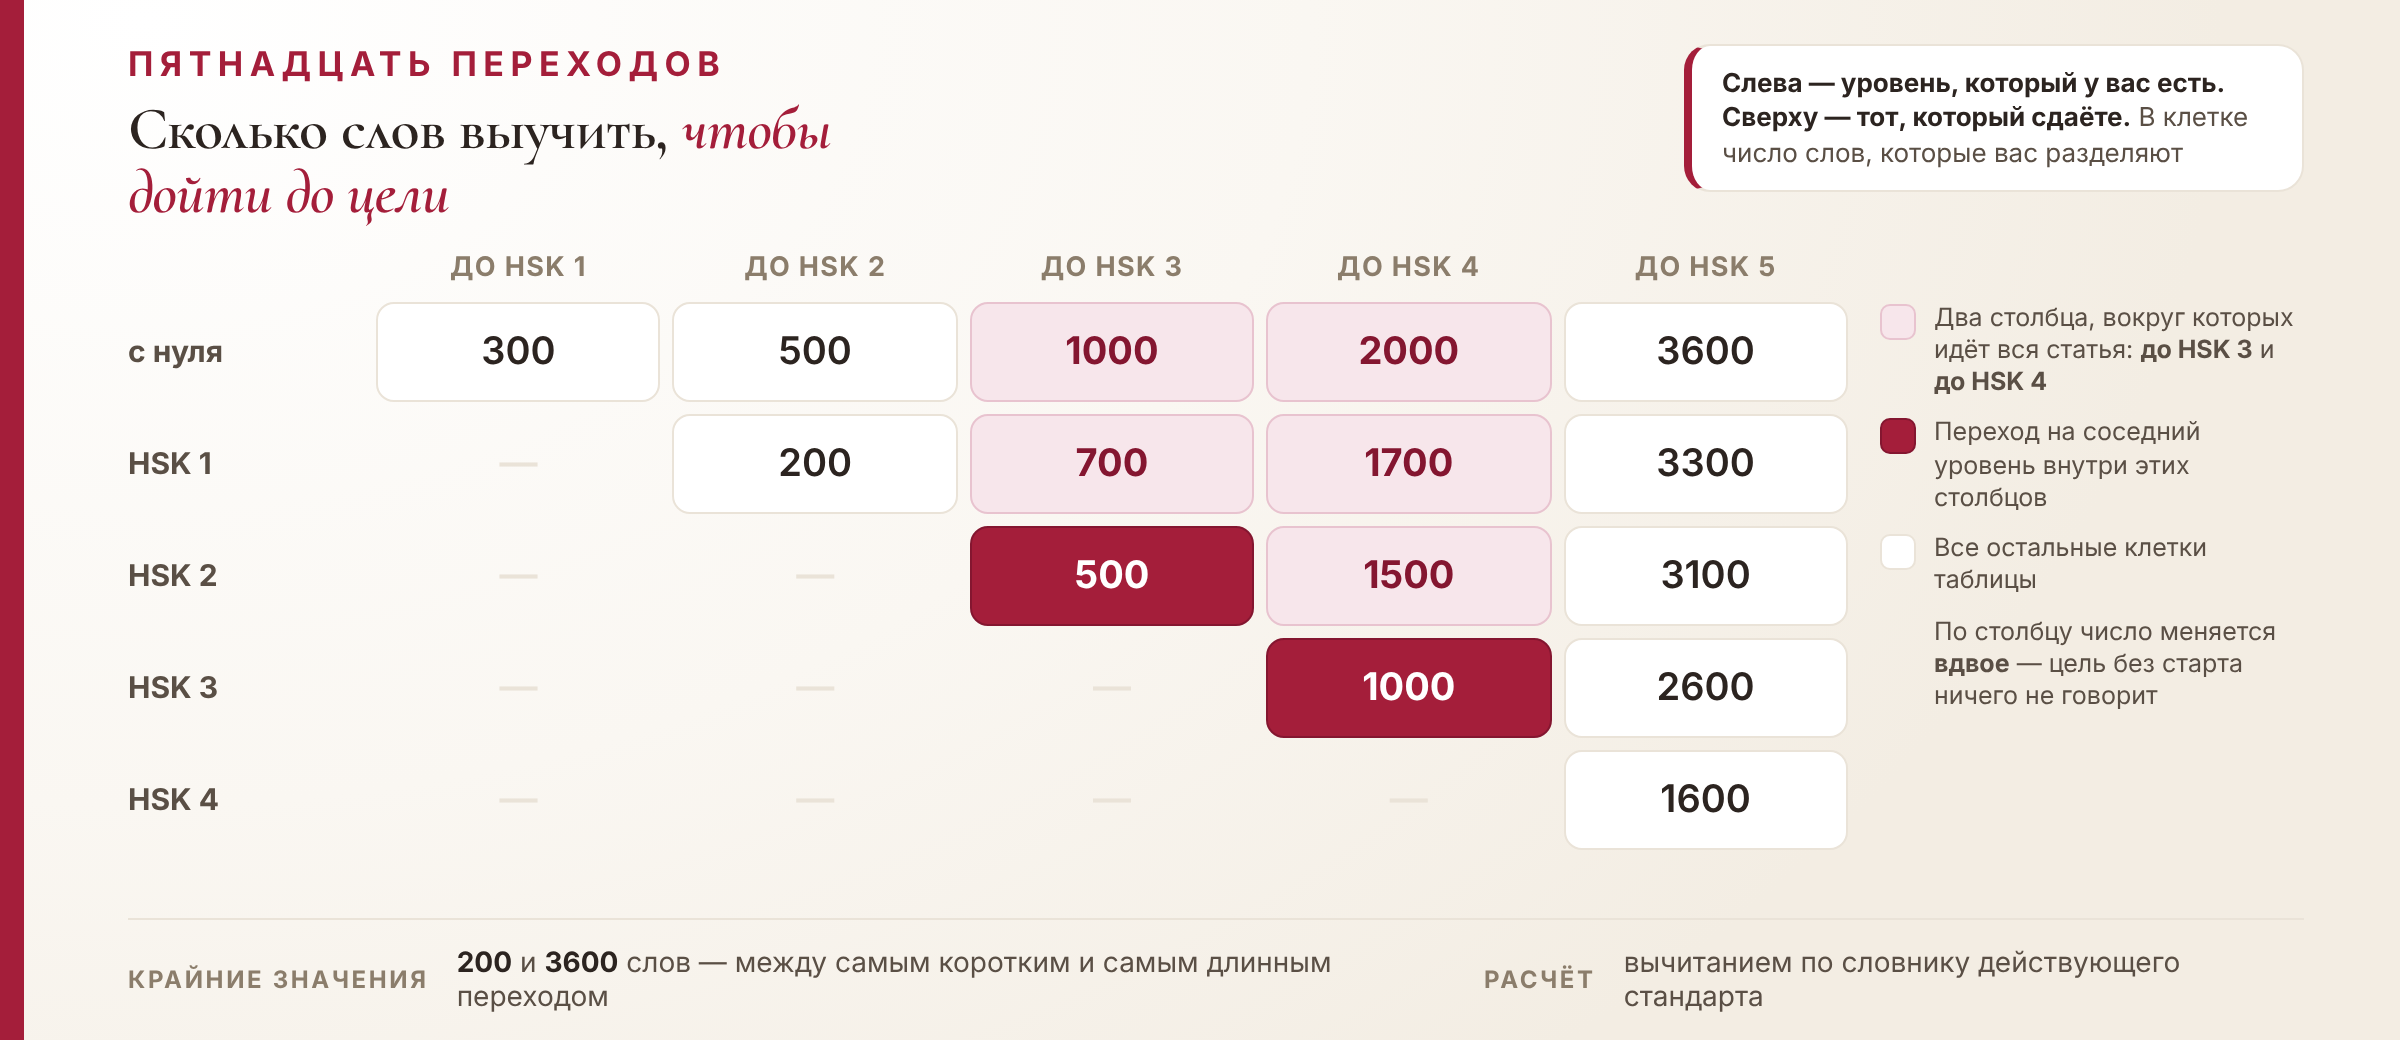 ПЯТНАДЦАТЬ ПЕРЕХОДОВ
Сколько слов выучить, чтобы
дойти до цели
Слева — уровень, который у вас есть.
Сверху — тот, который сдаёте. В клетке
число слов, которые вас разделяют
ДО HSK 1 ДО HSK 2 ДО HSK 3 ДО HSK 4 ДО HSK 5
с нуля 300 500 1000 2000 3600
HSK 1 — 200 700 1700 3300
HSK 2 — — 500 1500 3100
HSK 3 — — — 1000 2600
HSK 4 — — — — 1600
Два столбца, вокруг которых
идёт вся статья: до HSK 3 и
до HSK 4
Переход на соседний
уровень внутри этих
столбцов
Все остальные клетки
таблицы
По столбцу число меняется
вдвое — цель без старта
ничего не говорит
КРАЙНИЕ ЗНАЧЕНИЯ
200 и 3600 слов — между самым коротким и самым длинным
переходом
РАСЧЁТ
вычитанием по словнику действующего
стандарта